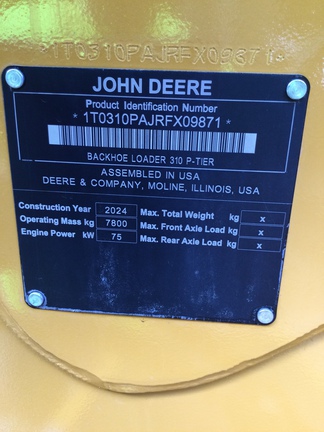 *1T0310PAJRFX09871*
JOHN DEERE
Product Identification Number
* 1T0310PAJRFX09871 *
BACKHOE LOADER 310 P-TIER
ASSEMBLED IN USA
DEERE & COMPANY, MOLINE, ILLINOIS, USA
Construction Year 2024 Max. Total Weight kg x
Operating Mass kg 7800 Max. Front Axle Load kg x
Engine Power kW 75 Max. Rear Axle Load kg x